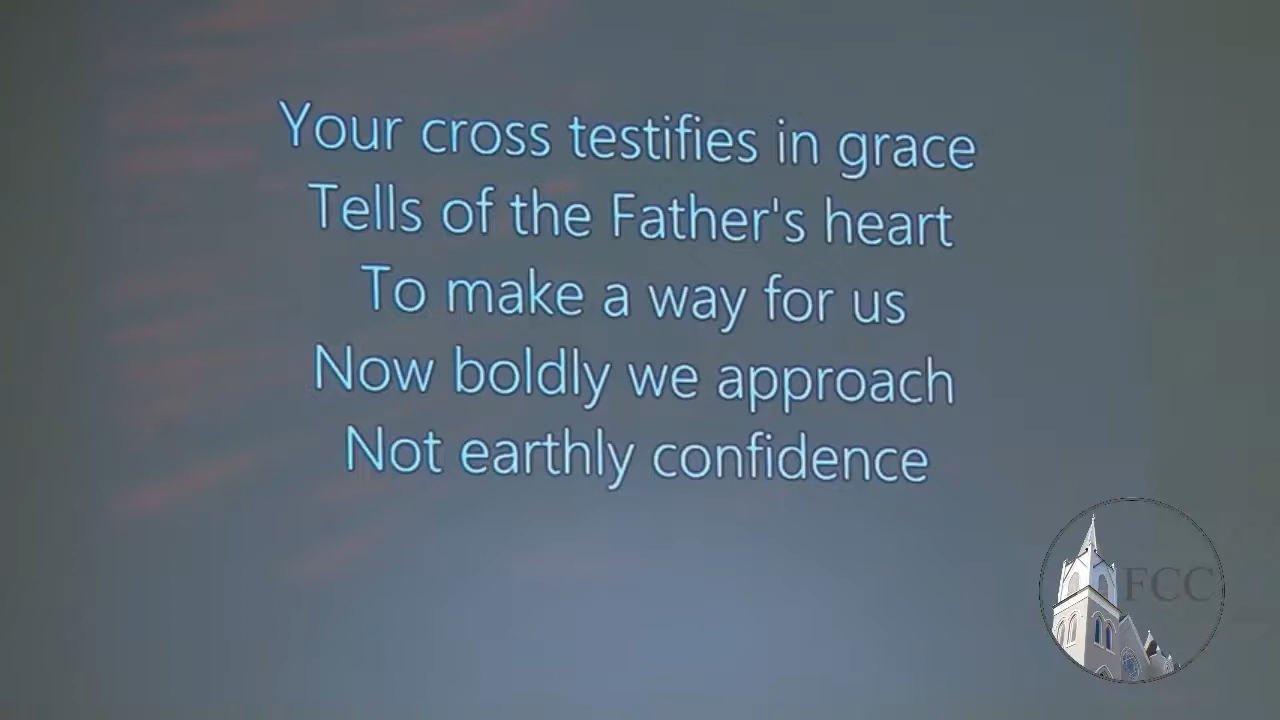 Your cross testifies in grace
Tells of the Father's heart
To make a way for us
Now boldly we approach
Not earthly confidence
FCC